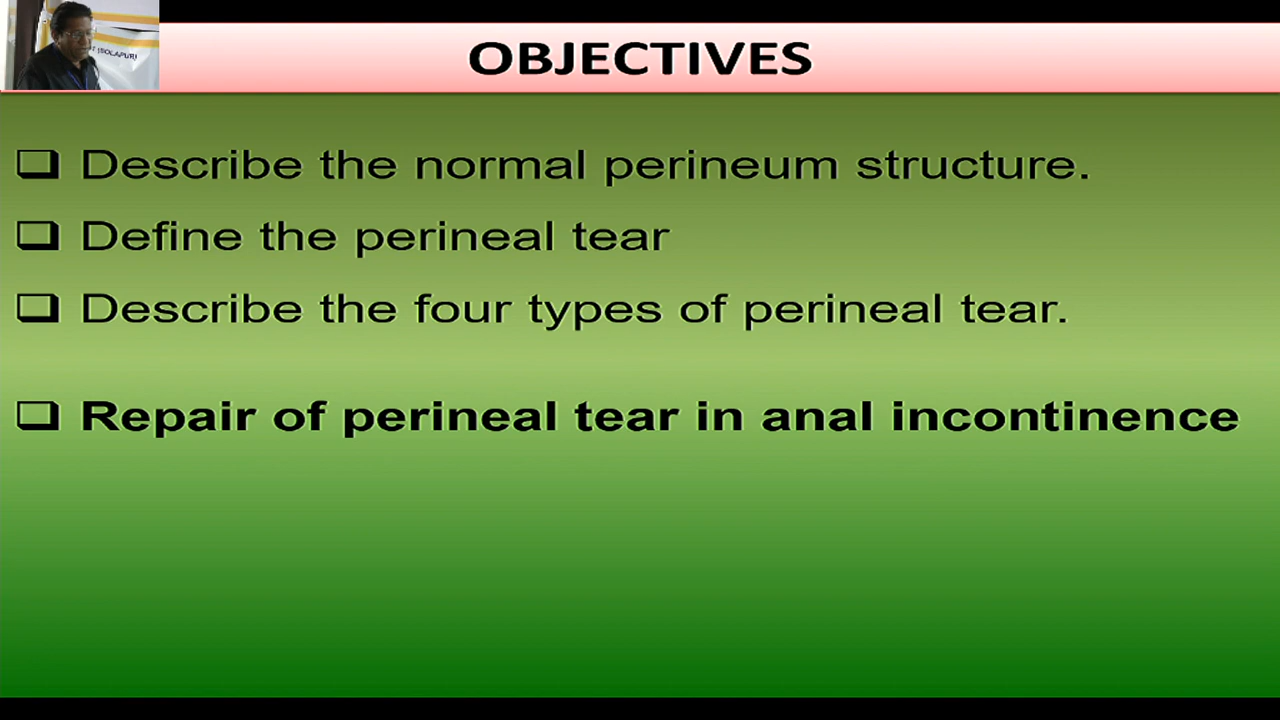 (SOLAPUR)
OBJECTIVES
Describe the normal perineum structure.
Define the perineal tear
Describe the four types of perineal tear.
Repair of perineal tear in anal incontinence